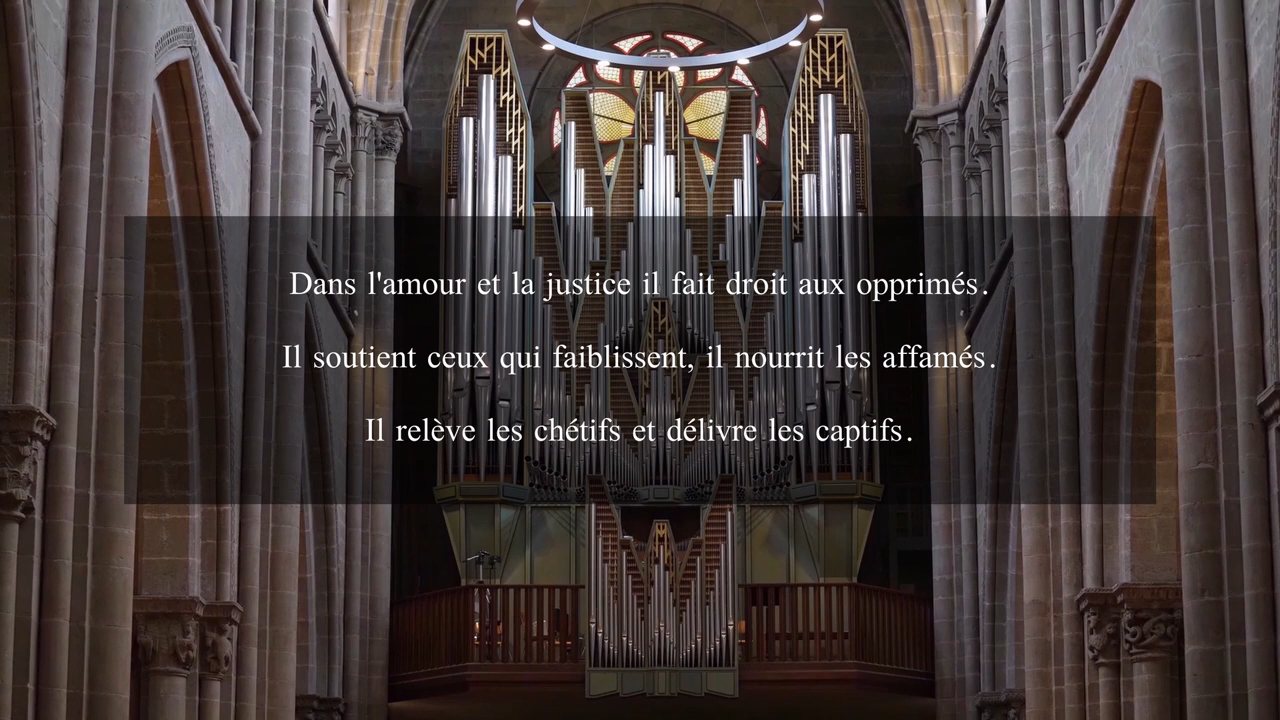 Dans l'amour et la justice il fait droit aux opprimés.
Il soutient ceux qui faiblissent, il nourrit les affamés.
Il relève les chétifs et délivre les captifs.